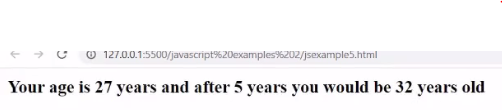 127.0.0.1:5500/javascript%20examples%202/jsexample5.html
Your age is 27 years and after 5 years you would be 32 years old